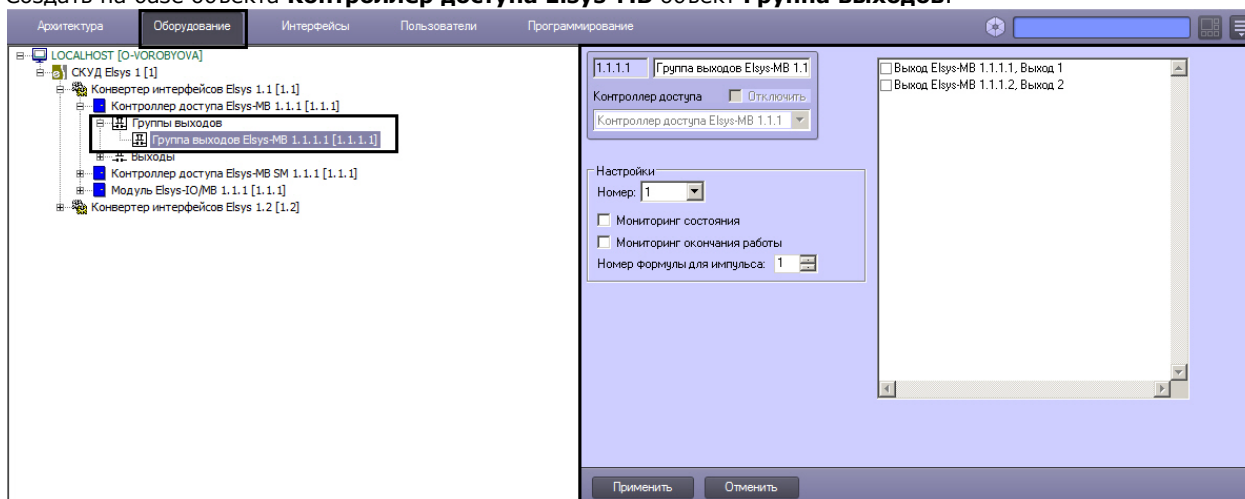 Создать на базе объекта Контроллер доступа Elsys-MB объект Группа выходов.
Архитектура Оборудование Интерфейсы Пользователи Программирование
LOCALHOST [O-VOROBYOVA]
СКУД Elsys 1 [1]
Конвертер интерфейсов Elsys 1.1 [1.1]
Контроллер доступа Elsys-MB 1.1.1 [1.1.1]
Группы выходов
Группа выходов Elsys-MB 1.1.1.1 [1.1.1.1]
Выходы
Контроллер доступа Elsys-MB SM 1.1.1 [1.1.1]
Модуль Elsys-IO/MB 1.1.1 [1.1.1]
Конвертер интерфейсов Elsys 1.2 [1.2]
1.1.1.1 Группа выходов Elsys-MB 1.1
Контроллер доступа Отключить
Контроллер доступа Elsys-MB 1.1.1
Настройки
Номер: 1
Мониторинг состояния
Мониторинг окончания работы
Номер формулы для импульса: 1
Выход Elsys-MB 1.1.1.1, Выход 1
Выход Elsys-MB 1.1.1.2, Выход 2
Применить Отменить